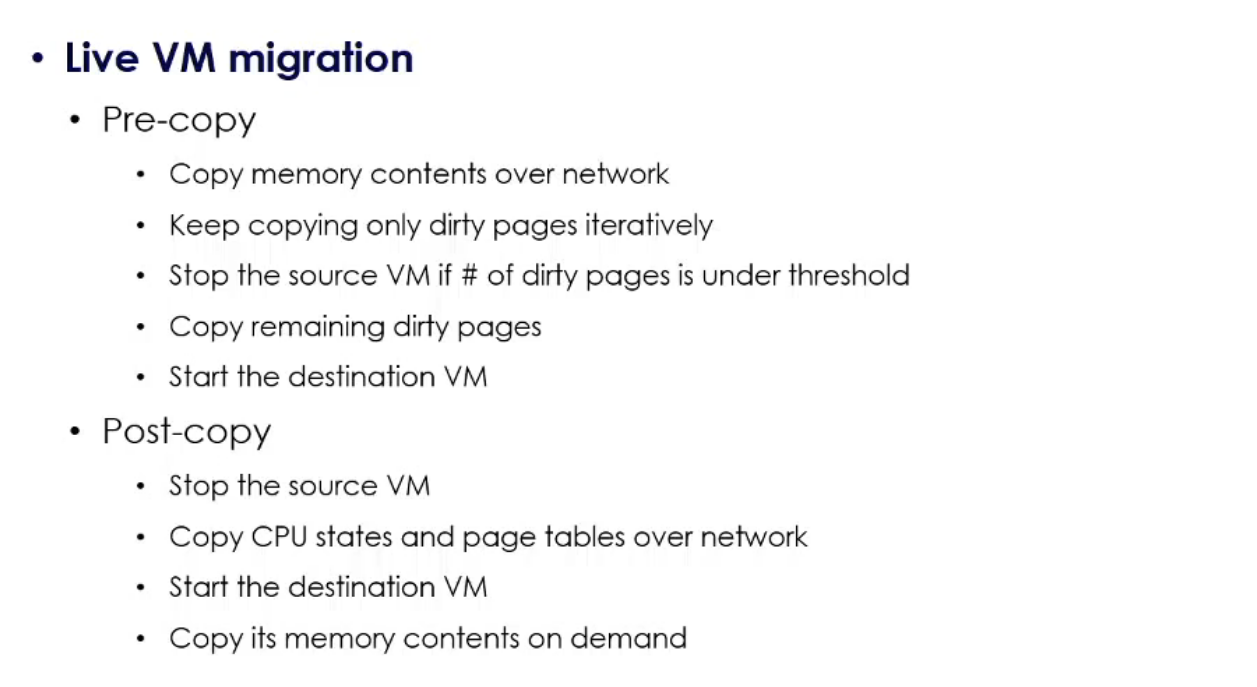 • Live VM migration
• Pre-copy
• Copy memory contents over network
• Keep copying only dirty pages iteratively
• Stop the source VM if # of dirty pages is under threshold
• Copy remaining dirty pages
• Start the destination VM
• Post-copy
• Stop the source VM
• Copy CPU states and page tables over network
• Start the destination VM
• Copy its memory contents on demand